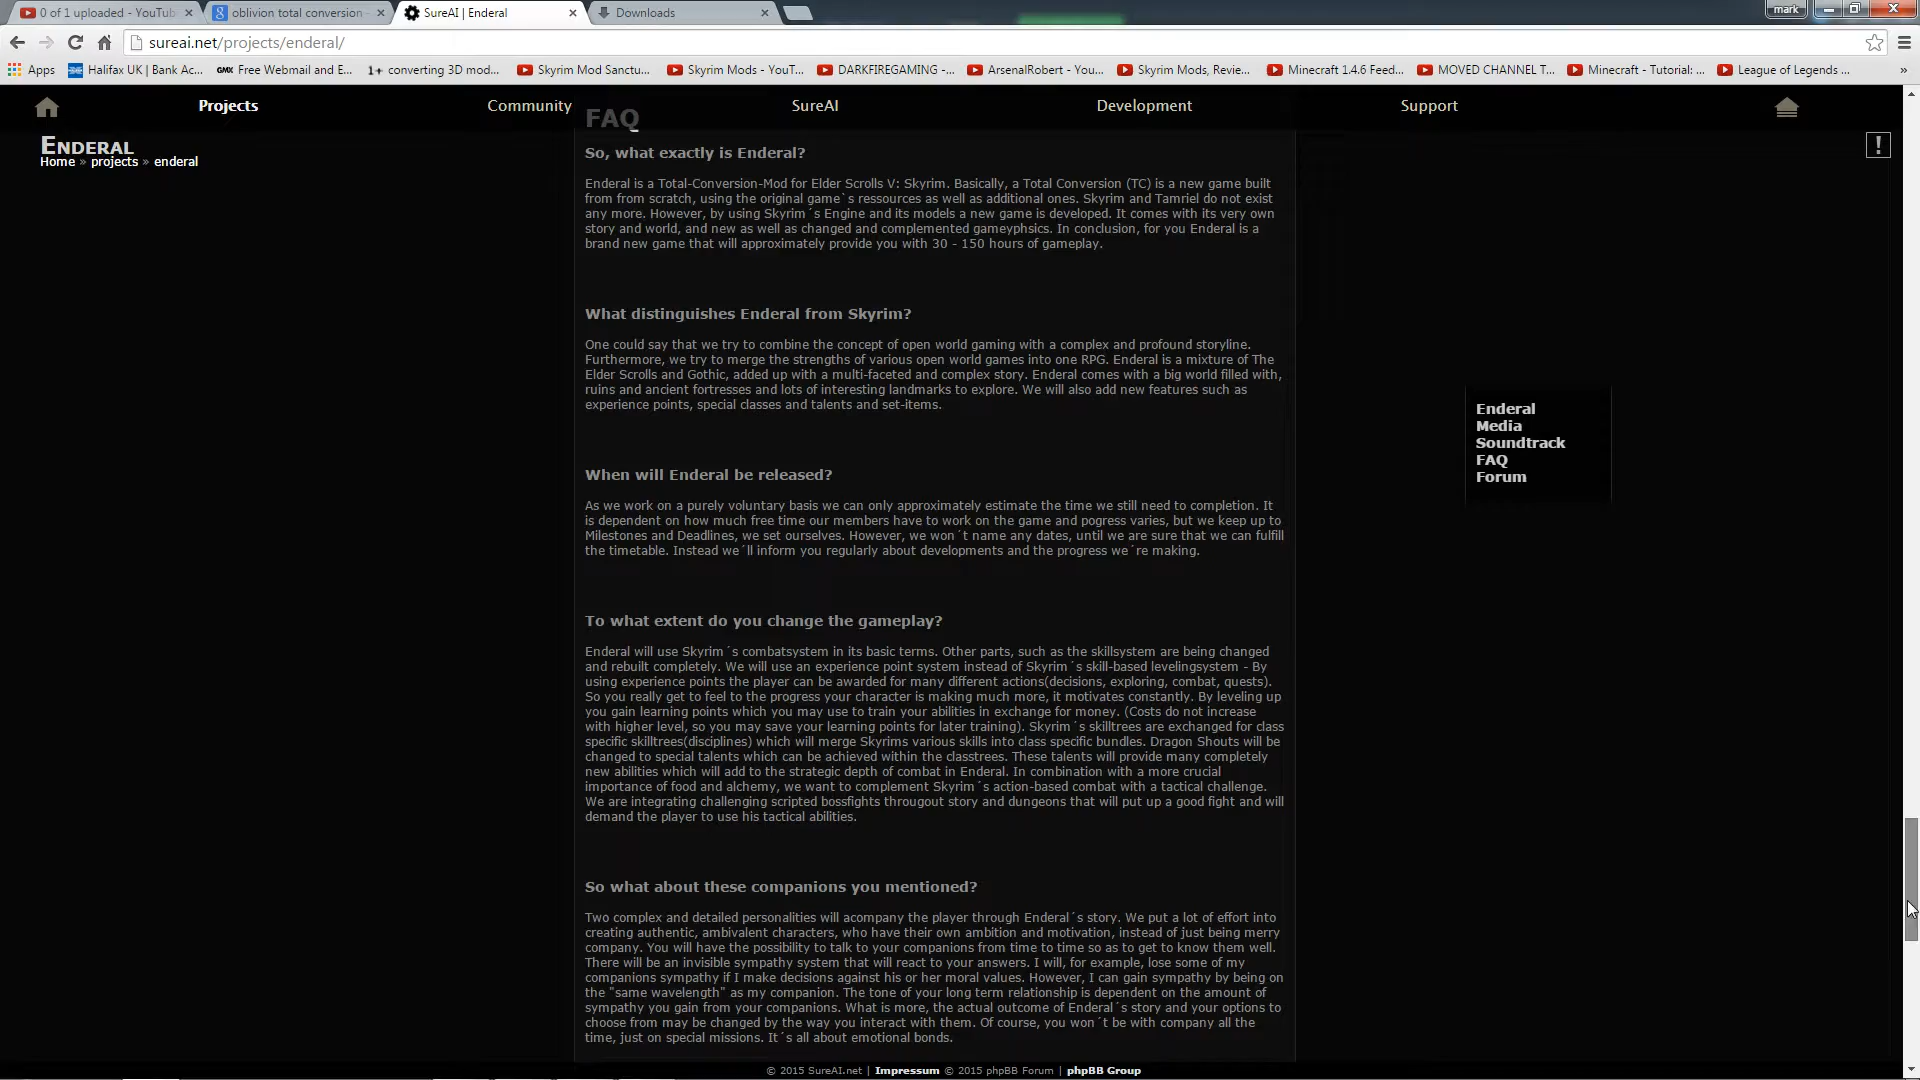 0 of 1 uploaded - YouTub
oblivion total conversion
SureAI | Enderal
Downloads
mark
sureai.net/projects/enderal/
Apps
Halifax UK | Bank Ac...
GMX Free Webmail and E...
1+ converting 3D mod...
Skyrim Mod Sanctu...
Skyrim Mods - YouT...
DARKFIREGAMING -...
ArsenalRobert - You...
Skyrim Mods, Revie...
Minecraft 1.4.6 Feed...
MOVED CHANNEL T...
Minecraft - Tutorial: ...
League of Legends ...
»
Projects
Community
SureAI
Development
Support
ENDERAL
Home » projects » enderal
!
FAQ
So, what exactly is Enderal?
Enderal is a Total-Conversion-Mod for Elder Scrolls V: Skyrim. Basically, a Total Conversion (TC) is a new game built
from from scratch, using the original game`s ressources as well as additional ones. Skyrim and Tamriel do not exist
any more. However, by using Skyrim´s Engine and its models a new game is developed. It comes with its very own
story and world, and new as well as changed and complemented gameyphsics. In conclusion, for you Enderal is a
brand new game that will approximately provide you with 30 - 150 hours of gameplay.
What distinguishes Enderal from Skyrim?
One could say that we try to combine the concept of open world gaming with a complex and profound storyline.
Furthermore, we try to merge the strengths of various open world games into one RPG. Enderal is a mixture of The
Elder Scrolls and Gothic, added up with a multi-faceted and complex story. Enderal comes with a big world filled with,
ruins and ancient fortresses and lots of interesting landmarks to explore. We will also add new features such as
experience points, special classes and talents and set-items.
When will Enderal be released?
As we work on a purely voluntary basis we can only approximately estimate the time we still need to completion. It
is dependent on how much free time our members have to work on the game and pogress varies, but we keep up to
Milestones and Deadlines, we set ourselves. However, we won´t name any dates, until we are sure that we can fulfill
the timetable. Instead we´ll inform you regularly about developments and the progress we´re making.
To what extent do you change the gameplay?
Enderal will use Skyrim´s combatsystem in its basic terms. Other parts, such as the skillsystem are being changed
and rebuilt completely. We will use an experience point system instead of Skyrim´s skill-based levelingsystem - By
using experience points the player can be awarded for many different actions(decisions, exploring, combat, quests).
So you really get to feel to the progress your character is making much more, it motivates constantly. By leveling up
you gain learning points which you may use to train your abilities in exchange for money. (Costs do not increase
with higher level, so you may save your learning points for later training). Skyrim´s skilltrees are exchanged for class
specific skilltrees(disciplines) which will merge Skyrims various skills into class specific bundles. Dragon Shouts will be
changed to special talents which can be achieved within the classtrees. These talents will provide many completely
new abilities which will add to the strategic depth of combat in Enderal. In combination with a more crucial
importance of food and alchemy, we want to complement Skyrim´s action-based combat with a tactical challenge.
We are integrating challenging scripted bossfights througout story and dungeons that will put up a good fight and will
demand the player to use his tactical abilities.
So what about these companions you mentioned?
Two complex and detailed personalities will acompany the player through Enderal´s story. We put a lot of effort into
creating authentic, ambivalent characters, who have their own ambition and motivation, instead of just being merry
company. You will have the possibility to talk to your companions from time to time so as to get to know them well.
There will be an invisible sympathy system that will react to your answers. I will, for example, lose some of my
companions sympathy if I make decisions against his or her moral values. However, I can gain sympathy by being on
the "same wavelength" as my companion. The tone of your long term relationship is dependent on the amount of
sympathy you gain from your companions. What is more, the actual outcome of Enderal´s story and your options to
choose from may be changed by the way you interact with them. Of course, you won´t be with company all the
time, just on special missions. It´s all about emotional bonds.
Enderal
Media
Soundtrack
FAQ
Forum
© 2015 SureAI.net | Impressum © 2015 phpBB Forum | phpBB Group